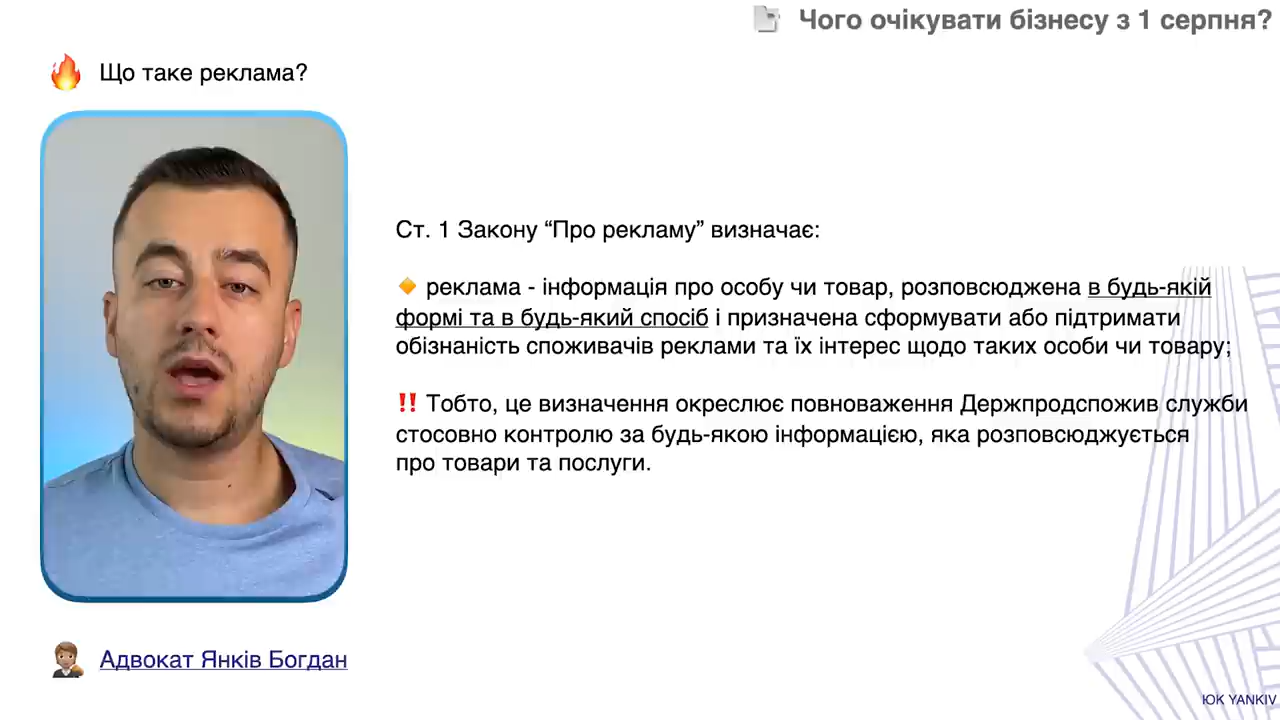 Чого очікувати бізнесу з 1 серпня?
Що таке реклама?
Ст. 1 Закону “Про рекламу” визначає:
реклама - інформація про особу чи товар, розповсюджена в будь-якій
формі та в будь-який спосіб і призначена сформувати або підтримати
обізнаність споживачів реклами та їх інтерес щодо таких особи чи товару;
‼️ Тобто, це визначення окреслює повноваження Держпродспожив служби
стосовно контролю за будь-якою інформацією, яка розповсюджується
про товари та послуги.
Адвокат Янків Богдан
ЮК YANKIV